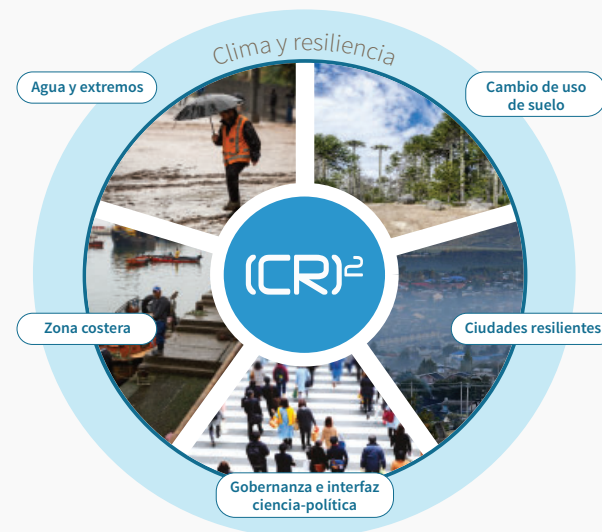 Clima y resiliencia
Agua y extremos
Cambio de uso
de suelo
(CR)²
Zona costera
Ciudades resilientes
Gobernanza e interfaz
ciencia-política